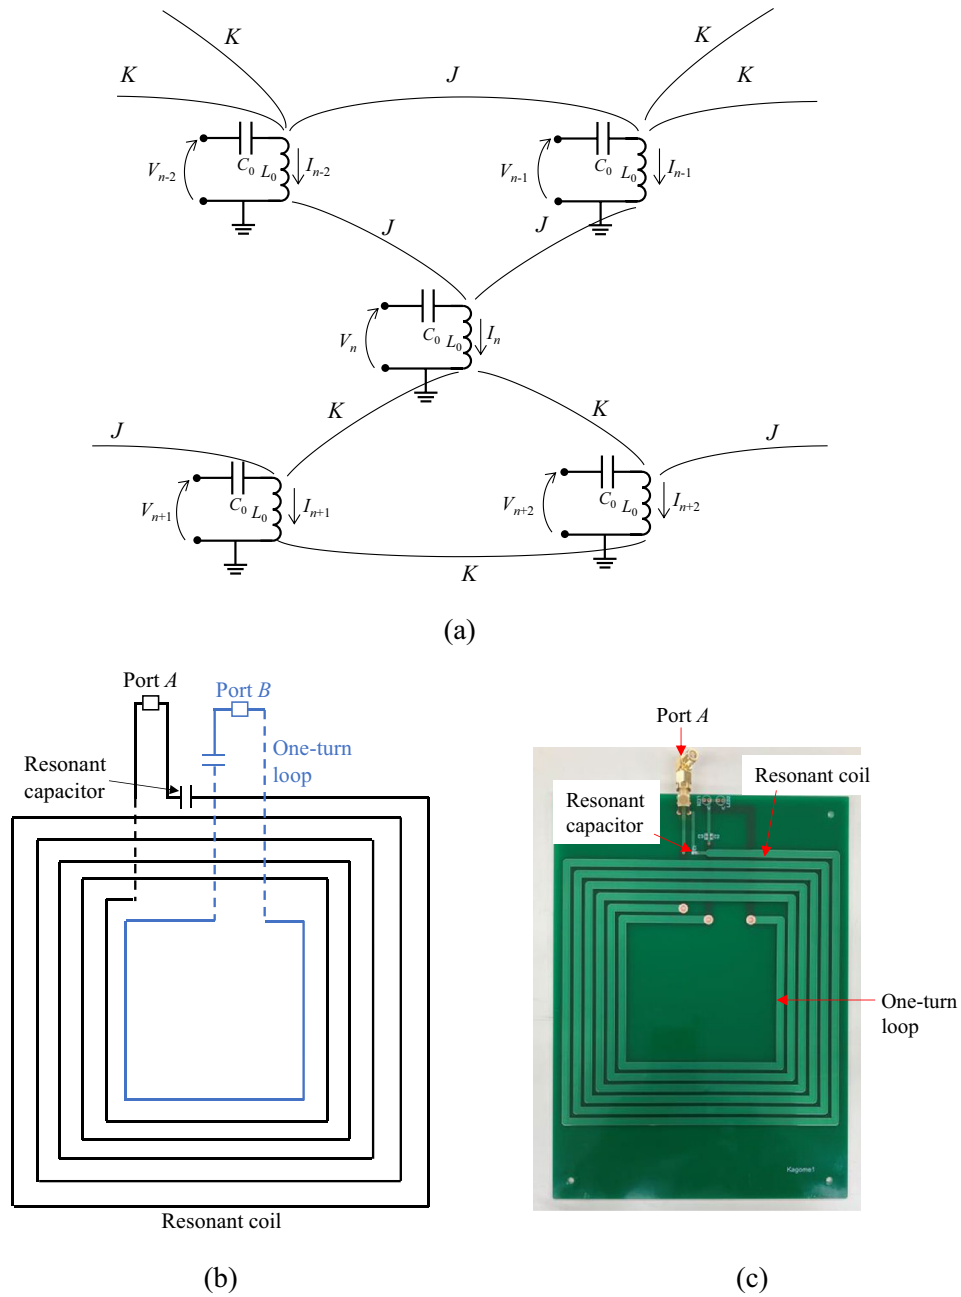 K
K
K
J
K
C0 L0
In-2
Vn-2
C0 L0
In-1
Vn-1
J
J
C0 L0
In
Vn
K
K
J
J
C0 L0
In+1
Vn+1
C0 L0
In+2
Vn+2
K
(a)
Port A
Port B
One-turn
loop
Resonant
capacitor
Resonant coil
(b)
Port A
Resonant coil
Resonant
capacitor
One-turn
loop
Kagome1
(c)